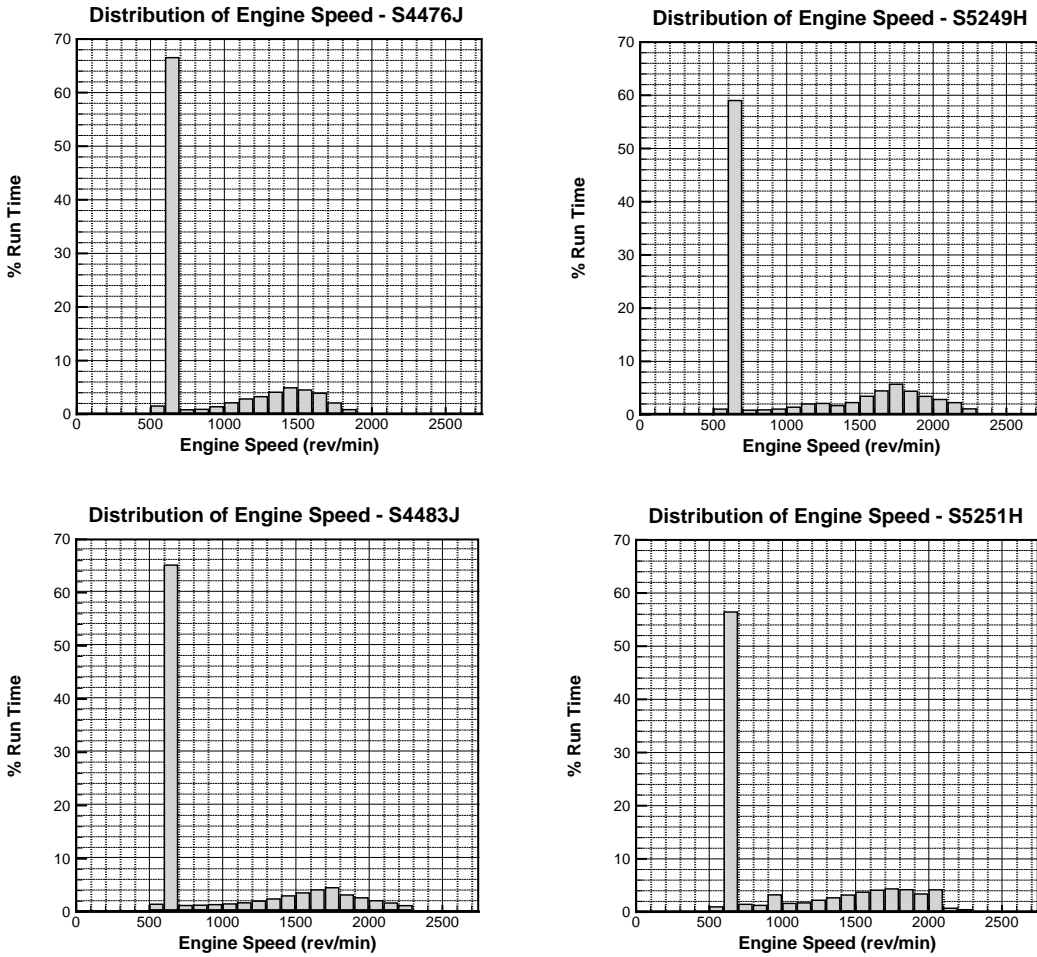 Distribution of Engine Speed - S4476J
70
60
50
40
30
20
10
0
% Run Time
0 500 1000 1500 2000 2500
Engine Speed (rev/min)
Distribution of Engine Speed - S5249H
70
60
50
40
30
20
10
0
% Run Time
0 500 1000 1500 2000 2500
Engine Speed (rev/min)
Distribution of Engine Speed - S4483J
70
60
50
40
30
20
10
0
% Run Time
0 500 1000 1500 2000 2500
Engine Speed (rev/min)
Distribution of Engine Speed - S5251H
70
60
50
40
30
20
10
0
% Run Time
0 500 1000 1500 2000 2500
Engine Speed (rev/min)